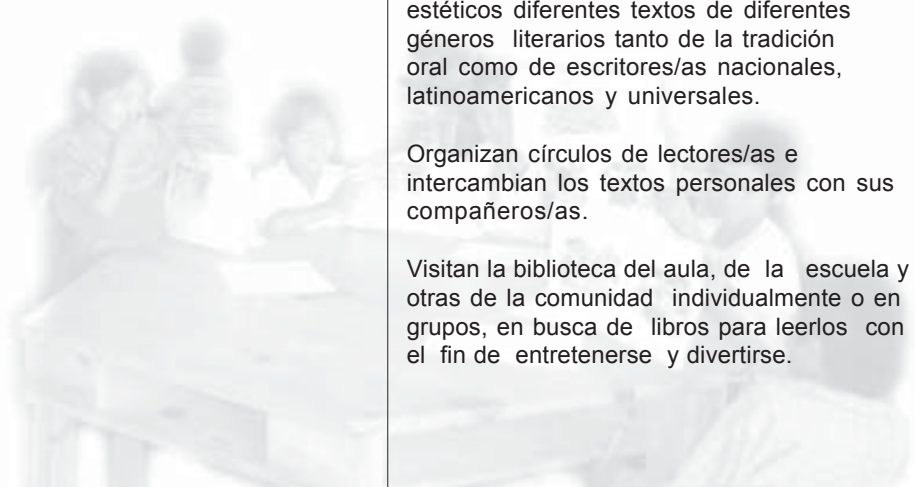 estéticos diferentes textos de diferentes
géneros literarios tanto de la tradición
oral como de escritores/as nacionales,
latinoamericanos y universales.
Organizan círculos de lectores/as e
intercambian los textos personales con sus
compañeros/as.
Visitan la biblioteca del aula, de la escuela y
otras de la comunidad individualmente o en
grupos, en busca de libros para leerlos con
el fin de entretenerse y divertirse.